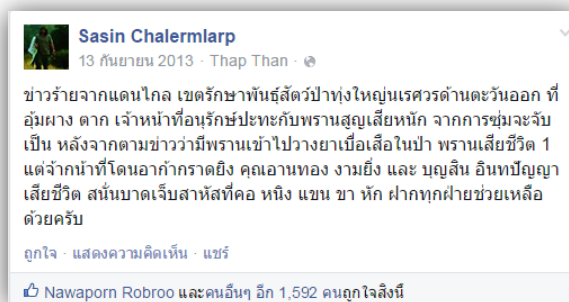 Sasin Chalermlarp
13 กันยายน 2013 · Thap Than ·
ข่าวร้ายจากแดนไกล เขตรักษาพันธุ์สัตว์ป่าทุ่งใหญ่นเรศวรด้านตะวันออก ที่
อุ้มผาง ตาก เจ้าหน้าที่อนุรักษ์ปะทะกับพรานสูญเสียหนัก จากการซุ่มจะจับ
เป็น หลังจากตามข่าวว่ามีพรานเข้าไปวางยาเบื่อเสือในป่า พรานเสียชีวิต 1
แต่จ้ากน้าที่โดนอาก้ากราดยิง คุณอานทอง งามยิ่ง และ บุญสิน อินทปัญญา
เสียชีวิต สนั่นบาดเจ็บสาหัสที่คอ หนิง แขน ขา หัก ฝากทุกฝ่ายช่วยเหลือ
ด้วยครับ
ถูกใจ · แสดงความคิดเห็น · แชร์
Nawaporn Robroo และคนอื่นๆ อีก 1,592 คนถูกใจสิ่งนี้